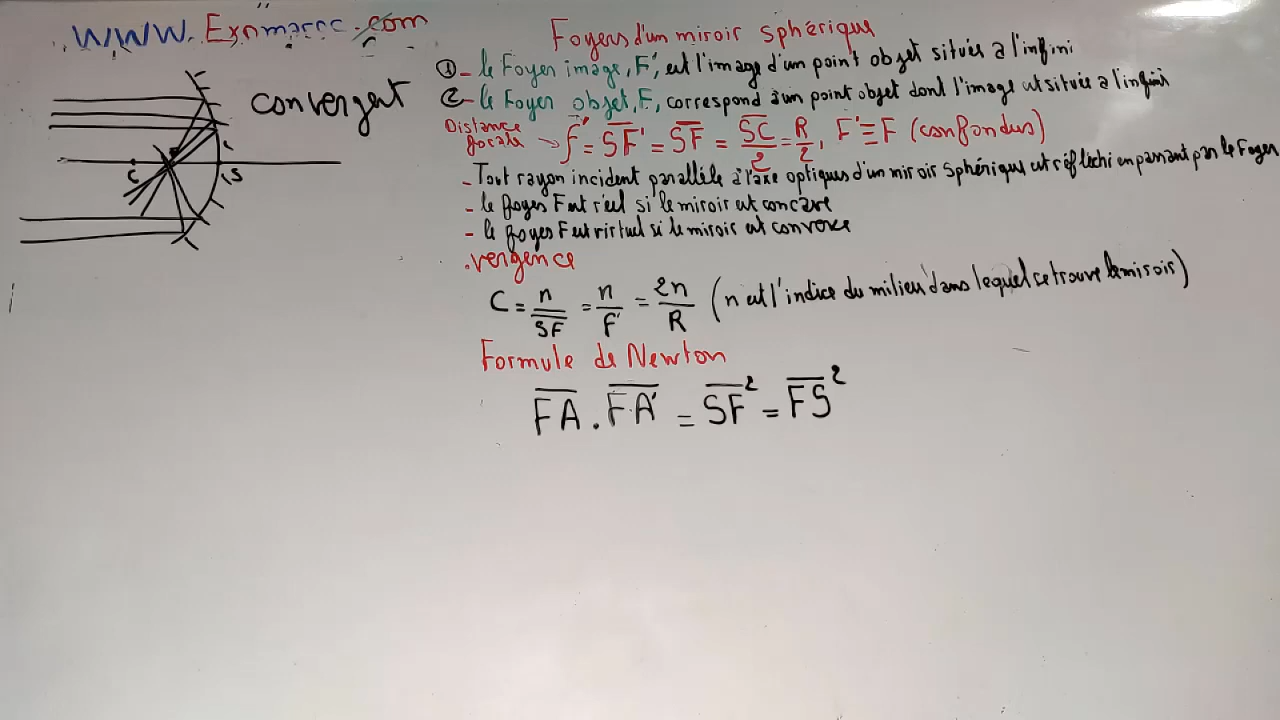 www.Exomaroc.com
Foyers d'un miroir sphérique
① - le Foyer image, F', est l'image d'un point objet située à l'infini
② - le Foyer objet, F, correspond à un point objet dont l'image est située à l'infini
Distance focale → f' = SF' = SF = SC/2 = R/2, F' ≡ F (confondus)
- Tout rayon incident parallèle à l'axe optiques d'un miroir sphérique est réfléchi en passant par le Foyer
- le foyer F est réel si le miroir est concave
- le foyer F est virtuel si le miroir est convexe
. vergence
C = n/SF = n/f' = 2n/R (n est l'indice du milieu dans lequel se trouve le miroir)
Formule de Newton
FA . FA' = SF² = FS²
convergent
C
S